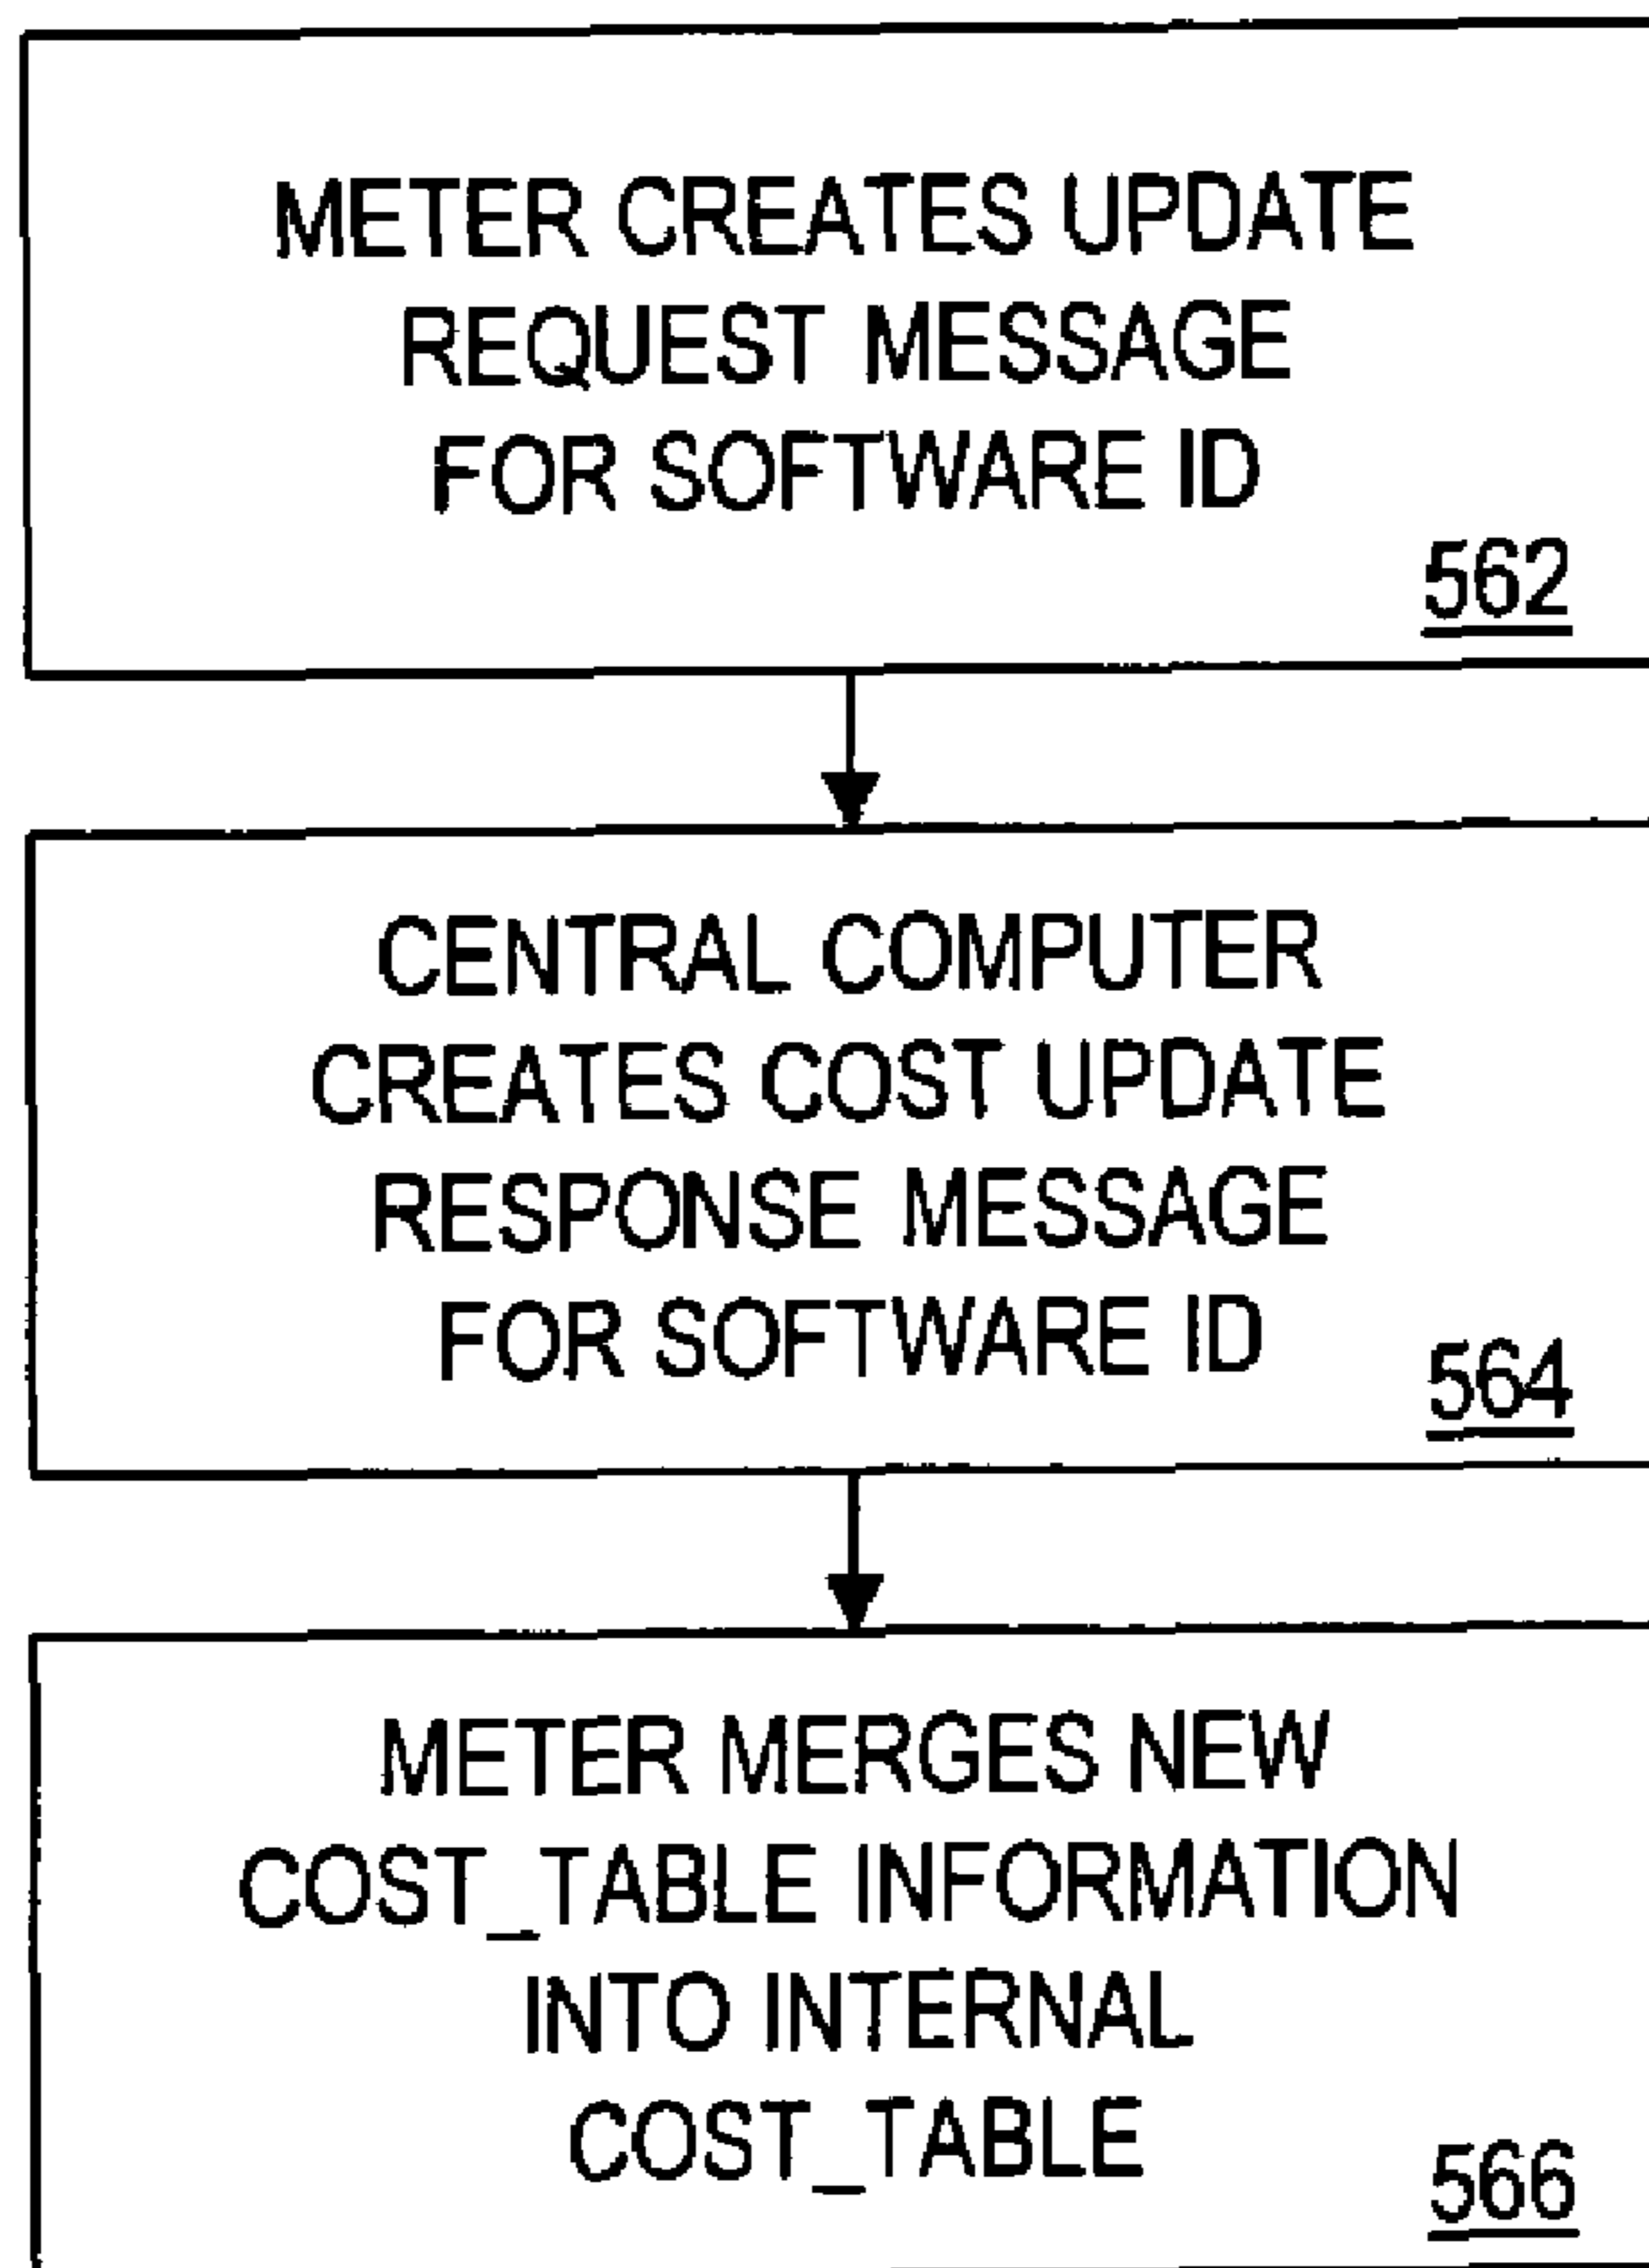 METER CREATES UPDATE
REQUEST MESSAGE
FOR SOFTWARE ID
562
CENTRAL COMPUTER
CREATES COST UPDATE
RESPONSE MESSAGE
FOR SOFTWARE ID
564
METER MERGES NEW
COST_TABLE INFORMATION
INTO INTERNAL
COST_TABLE
566